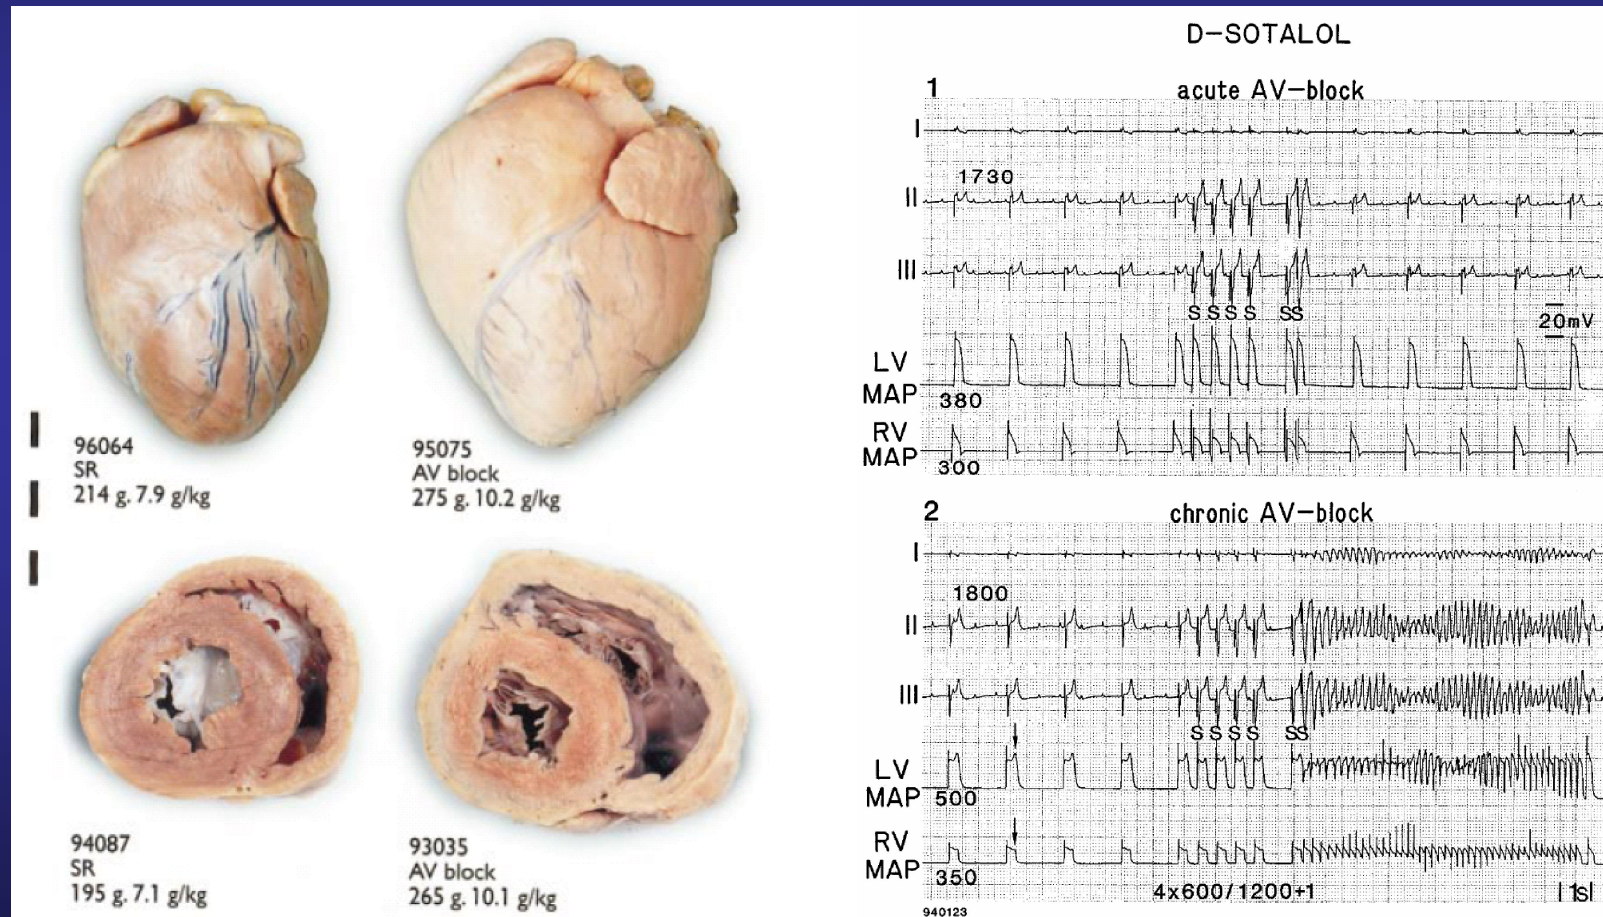 96064
SR
214 g. 7.9 g/kg
95075
AV block
275 g. 10.2 g/kg
94087
SR
195 g. 7.1 g/kg
93035
AV block
265 g. 10.1 g/kg
D-SOTALOL
1
acute AV-block
I
1730
II
III
S S S S SS
20mV
LV
MAP
380
RV
MAP
300
2
chronic AV-block
I
1800
II
III
S S S S SS
LV
MAP
500
RV
MAP
350
4x600/1200+1
1s
940123